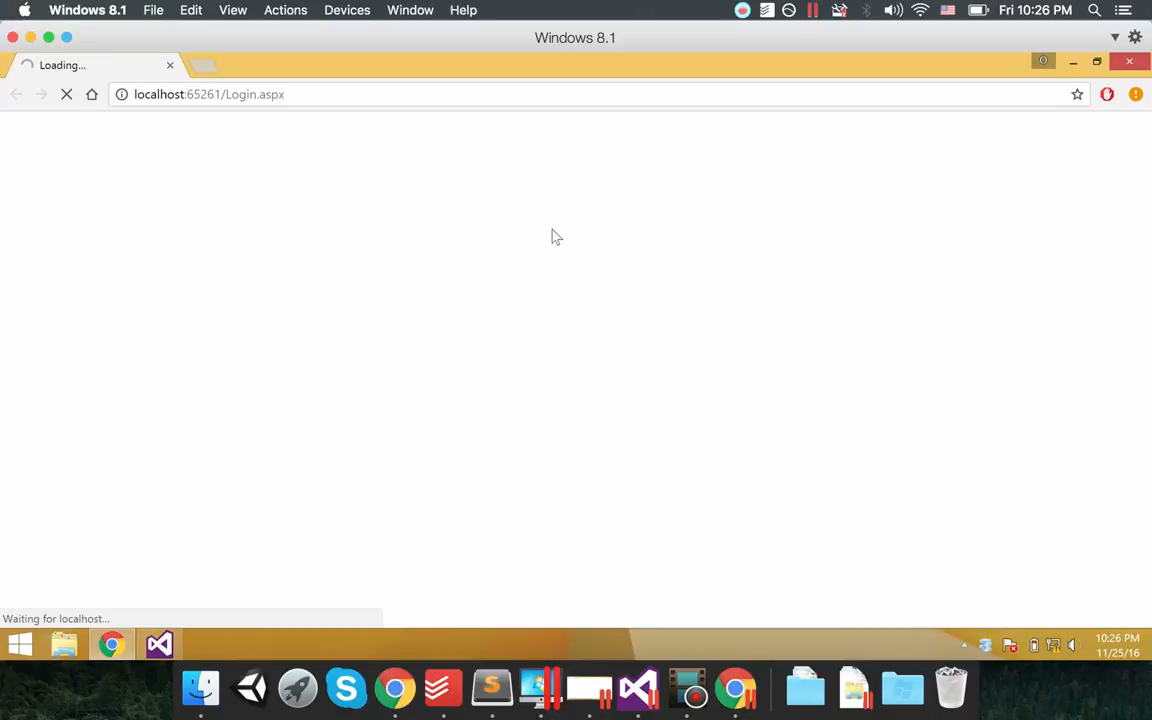 Windows 8.1 File Edit View Actions Devices Window Help Fri 10:26 PM
Windows 8.1
Loading...
localhost:65261/Login.aspx
Waiting for localhost...
10:26 PM
11/25/16